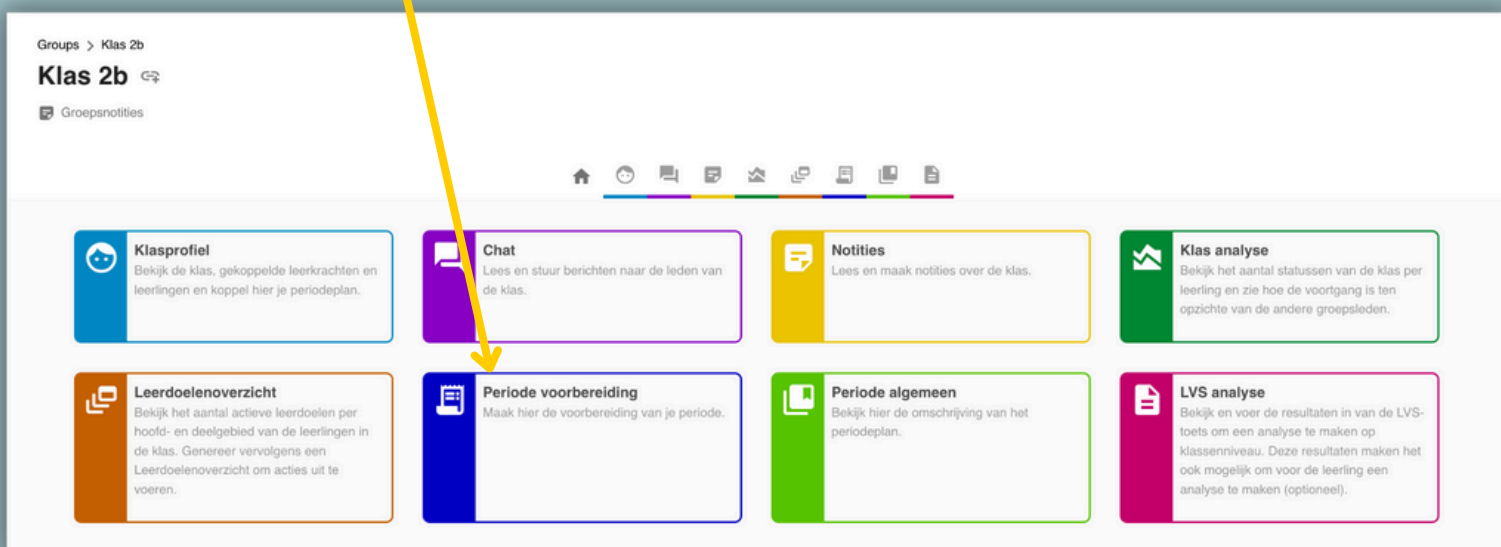 Groups > Klas 2b
Klas 2b
Groepsnotities
Klasprofiel
Bekijk de klas, gekoppelde leerkrachten en
leerlingen en koppel hier je periodeplan.
Chat
Lees en stuur berichten naar de leden van
de klas.
Notities
Lees en maak notities over de klas.
Klas analyse
Bekijk het aantal statussen van de klas per
leerling en zie hoe de voortgang is ten
opzichte van de andere groepsleden.
Leerdoelenoverzicht
Bekijk het aantal actieve leerdoelen per
hoofd- en deelgebied van de leerlingen in
de klas. Genereer vervolgens een
Leerdoelenoverzicht om acties uit te
voeren.
Periode voorbereiding
Maak hier de voorbereiding van je periode.
Periode algemeen
Bekijk hier de omschrijving van het
periodeplan.
LVS analyse
Bekijk en voer de resultaten in van de LVS-
toets om een analyse te maken op
klassenniveau. Deze resultaten maken het
ook mogelijk om voor de leerling een
analyse te maken (optioneel).